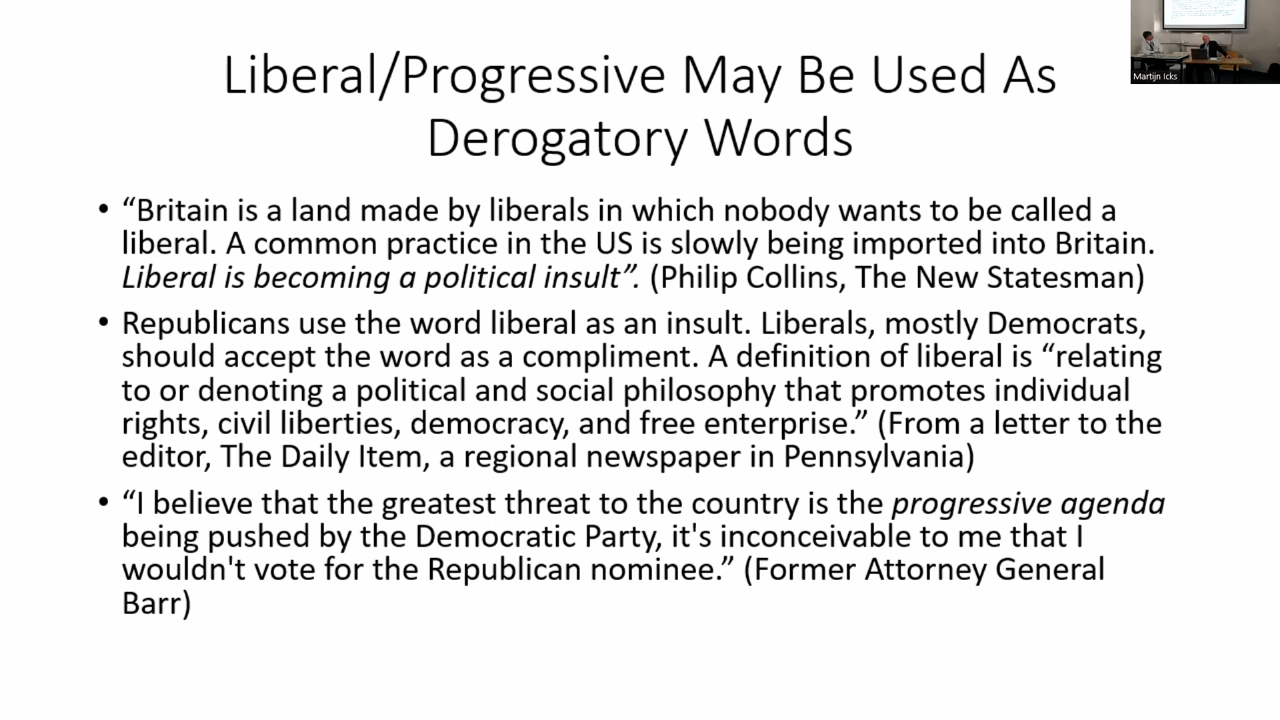 Liberal/Progressive May Be Used As
Derogatory Words
Martijn Icks
• “Britain is a land made by liberals in which nobody wants to be called a
liberal. A common practice in the US is slowly being imported into Britain.
Liberal is becoming a political insult”. (Philip Collins, The New Statesman)
• Republicans use the word liberal as an insult. Liberals, mostly Democrats,
should accept the word as a compliment. A definition of liberal is “relating
to or denoting a political and social philosophy that promotes individual
rights, civil liberties, democracy, and free enterprise.” (From a letter to the
editor, The Daily Item, a regional newspaper in Pennsylvania)
• “I believe that the greatest threat to the country is the progressive agenda
being pushed by the Democratic Party, it's inconceivable to me that I
wouldn't vote for the Republican nominee.” (Former Attorney General
Barr)